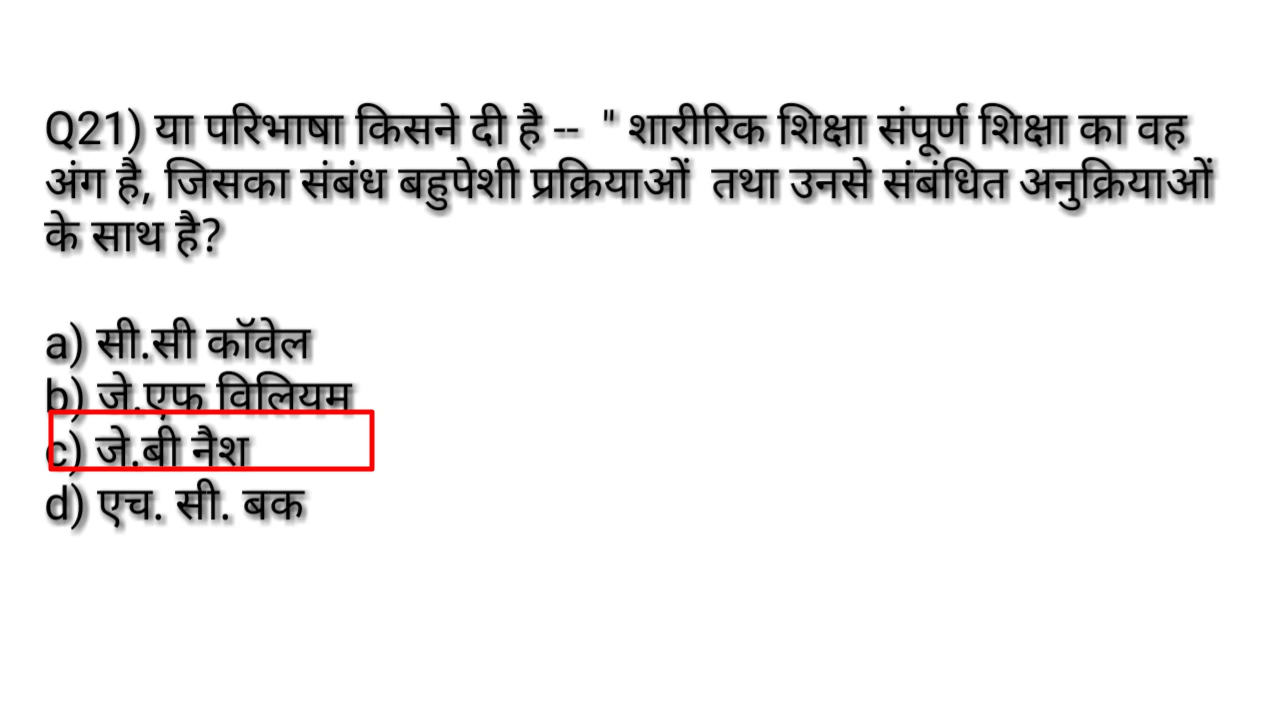 Q21) या परिभाषा किसने दी है -- " शारीरिक शिक्षा संपूर्ण शिक्षा का वह
अंग है, जिसका संबंध बहुपेशी प्रक्रियाओं तथा उनसे संबंधित अनुक्रियाओं
के साथ है?
a) सी.सी कॉवेल
b) जे.एफ विलियम
c) जे.बी नैश
d) एच. सी. बक